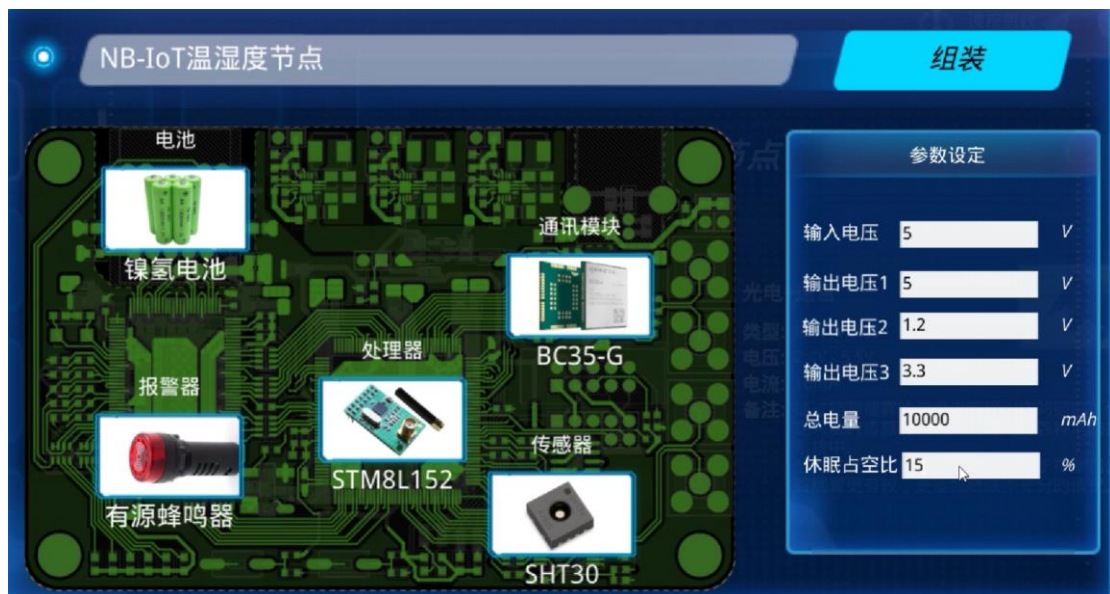 NB-IoT温湿度节点
组装
电池
镍氢电池
通讯模块
BC35-G
处理器
STM8L152
报警器
有源蜂鸣器
传感器
SHT30
参数设定
输入电压 5 V
输出电压1 5 V
输出电压2 1.2 V
输出电压3 3.3 V
总电量 10000 mAh
休眠占空比 15 %